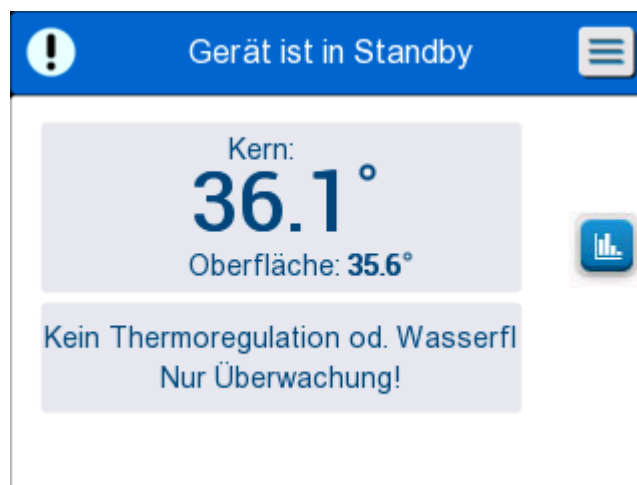 Gerät ist in Standby
Kern:
36.1°
Oberfläche: 35.6°
Kein Thermoregulation od. Wasserfl
Nur Überwachung!